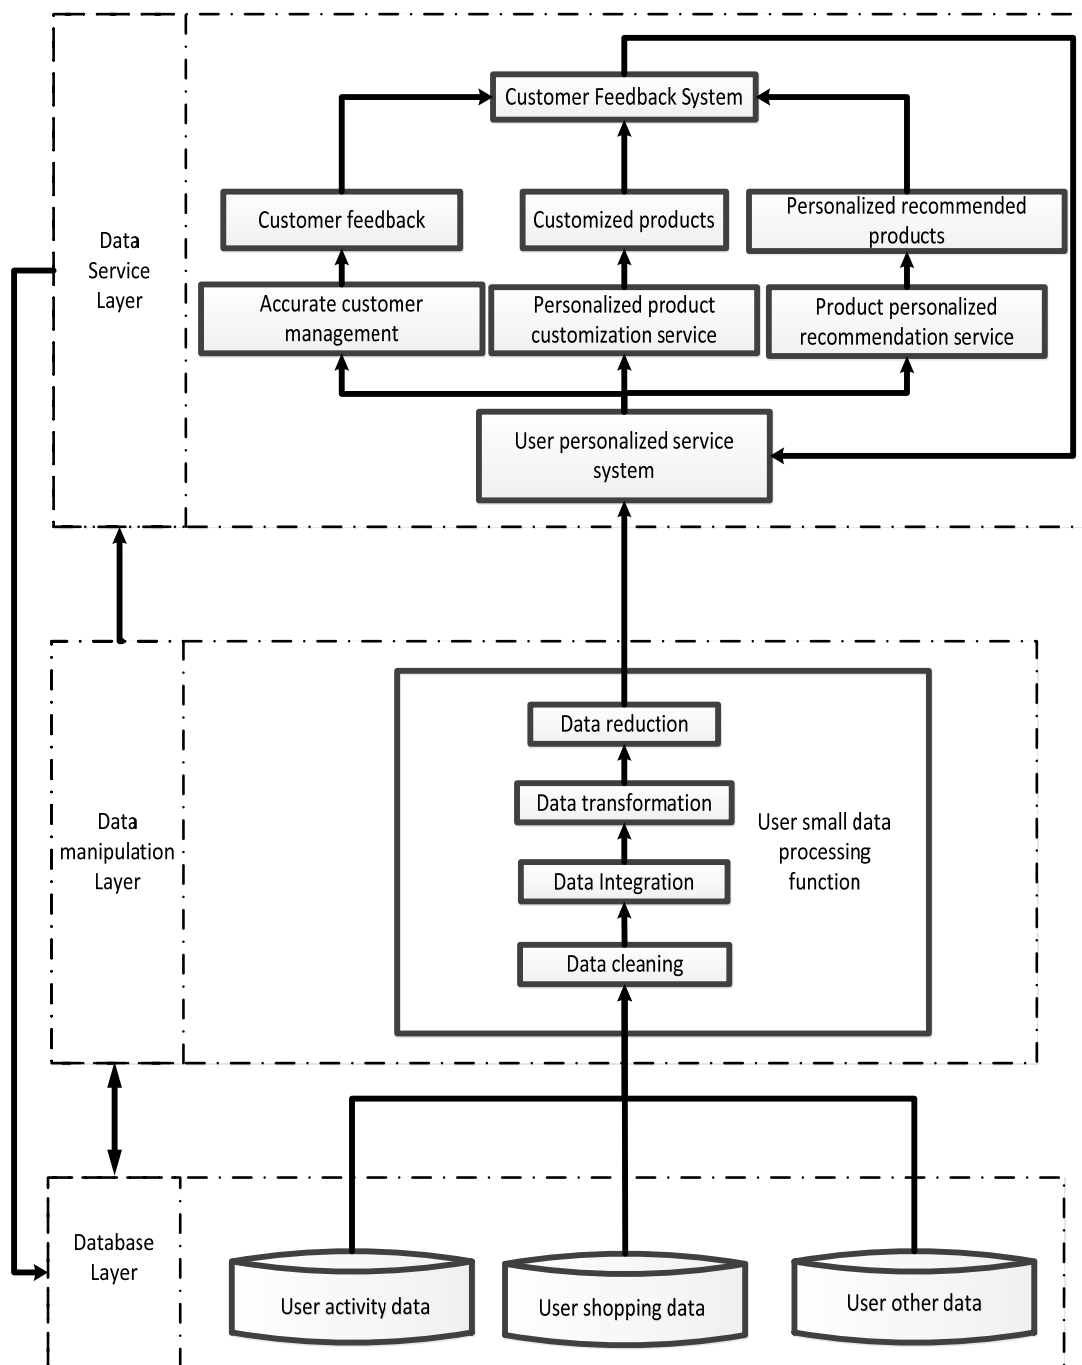 Customer Feedback System
Customer feedback
Customized products
Personalized recommended
products
Data
Service
Layer
Accurate customer
management
Personalized product
customization service
Product personalized
recommendation service
User personalized service
system
Data reduction
Data transformation
Data Integration
Data cleaning
User small data
processing
function
Data
manipulation
Layer
Database
Layer
User activity data
User shopping data
User other data